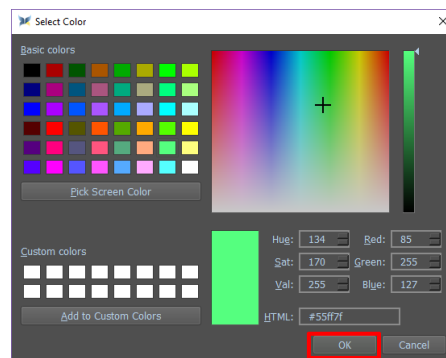 Select Color
Basic colors
Pick Screen Color
Custom colors
Add to Custom Colors
Hue: 134 Red: 85
Sat: 170 Green: 255
Val: 255 Blue: 127
HTML: #55ff7f
OK Cancel